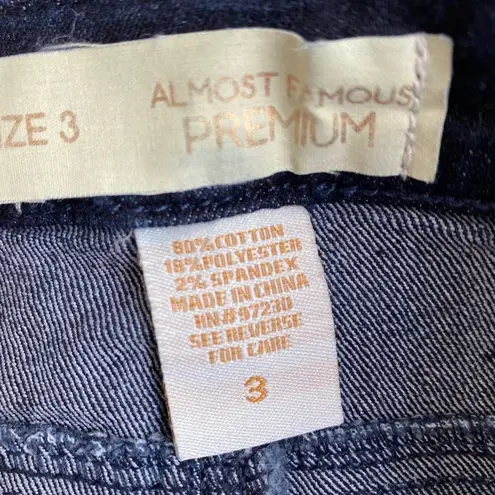 IZE 3
ALMOST FAMOUS
PREMIUM
80% COTTON
18% POLYESTER
2% SPANDEX
MADE IN CHINA
RN#97230
SEE REVERSE
FOR CARE
3